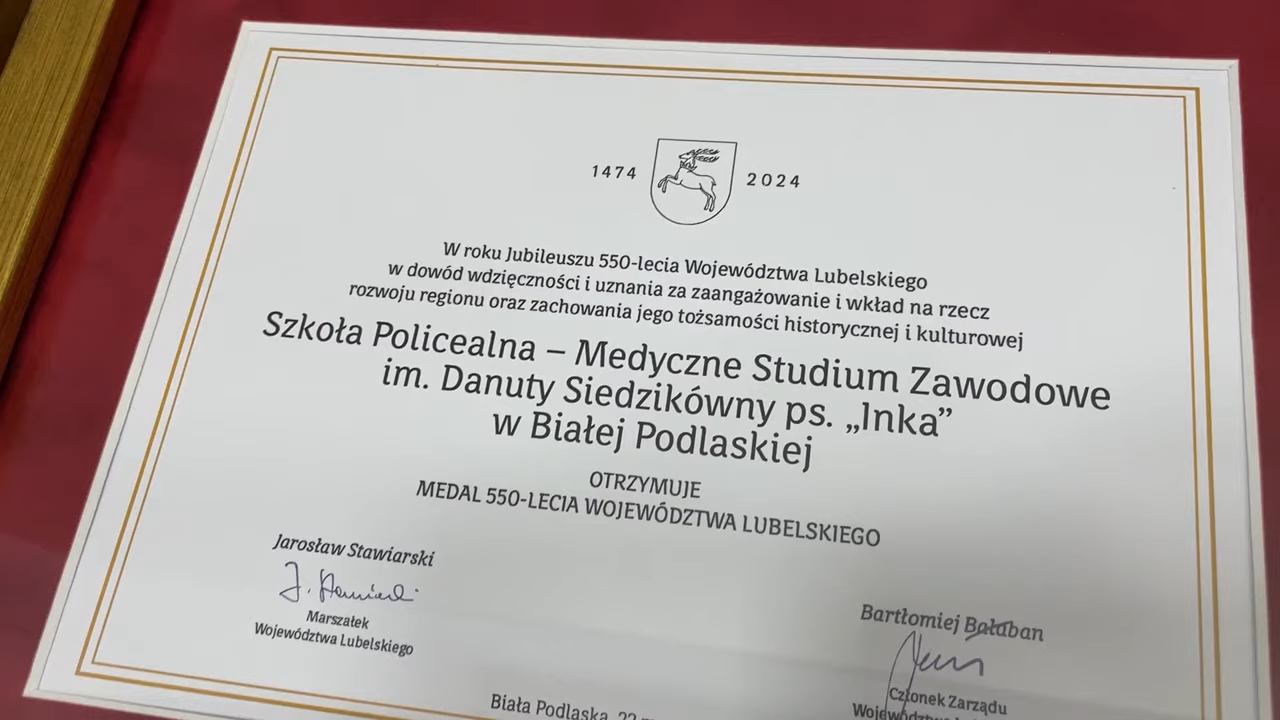 1474 2024
W roku Jubileuszu 550-lecia Województwa Lubelskiego
w dowód wdzięczności i uznania za zaangażowanie i wkład na rzecz
rozwoju regionu oraz zachowania jego tożsamości historycznej i kulturowej
Szkoła Policealna – Medyczne Studium Zawodowe
im. Danuty Siedzikówny ps. „Inka”
w Białej Podlaskiej
OTRZYMUJE
MEDAL 550-LECIA WOJEWÓDZTWA LUBELSKIEGO
Jarosław Stawiarski
Marszałek
Województwa Lubelskiego
Bartłomiej Bałaban
Członek Zarządu
Biała Podlaska, 22